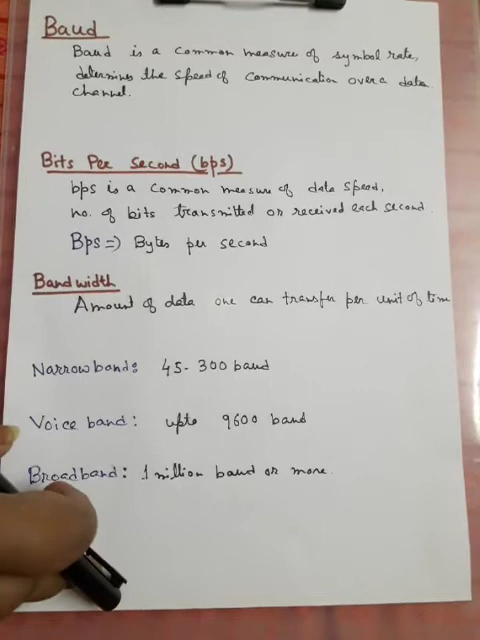 Baud
Baud is a common measure of symbol rate,
determines the speed of communication over a data
channel.
Bits Per Second (bps)
bps is a common measure of data speed,
no. of bits transmitted or received each second.
Bps => Bytes per second
Bandwidth
Amount of data one can transfer per unit of time
Narrowband: 45-300 baud
Voice band: upto 9600 baud
Broadband: 1 million baud or more.